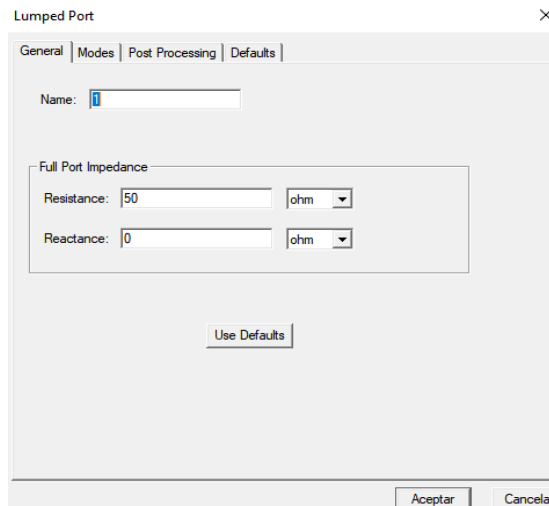 Lumped Port
General Modes Post Processing Defaults
Name: 1
Full Port Impedance
Resistance: 50 ohm
Reactance: 0 ohm
Use Defaults
Aceptar Cancela